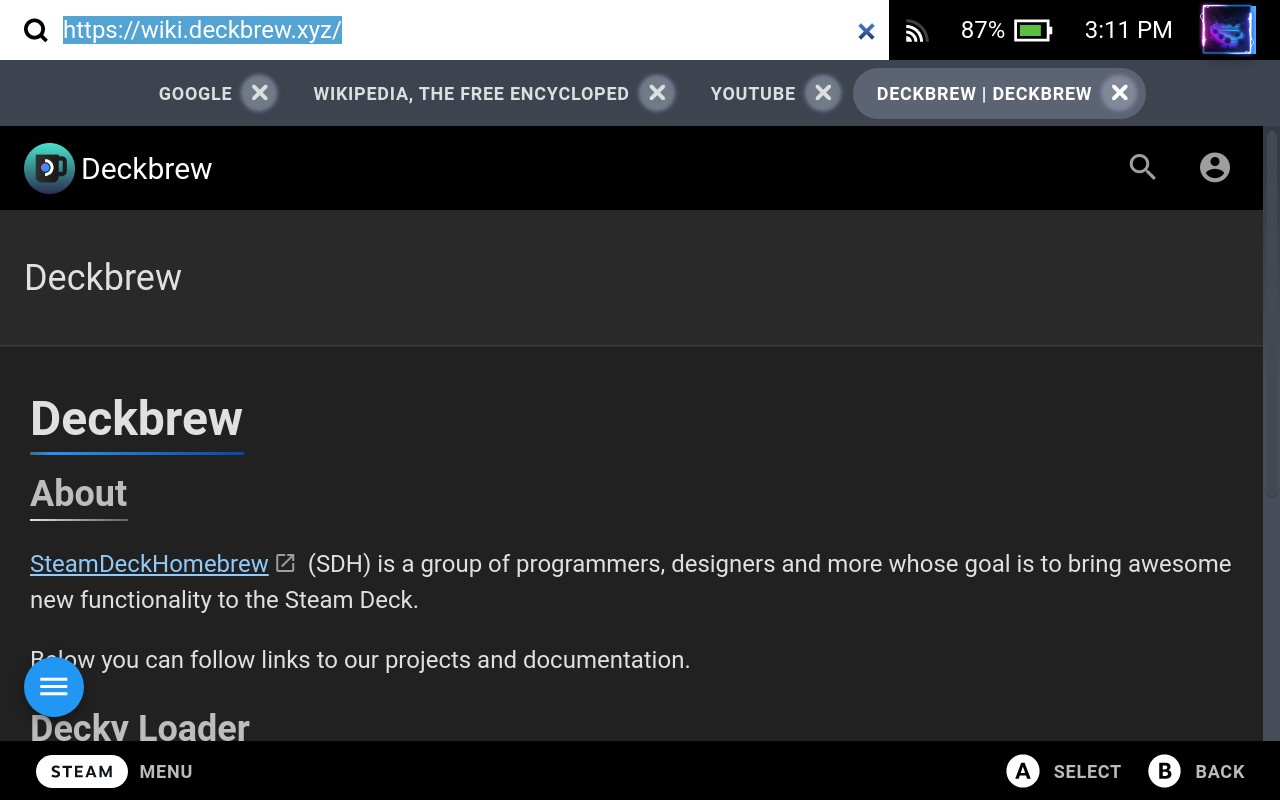 https://wiki.deckbrew.xyz/
87%
3:11 PM
GOOGLE
WIKIPEDIA, THE FREE ENCYCLOPED
YOUTUBE
DECKBREW | DECKBREW
Deckbrew
Deckbrew
Deckbrew
About
SteamDeckHomebrew (SDH) is a group of programmers, designers and more whose goal is to bring awesome
new functionality to the Steam Deck.
Below you can follow links to our projects and documentation.
Decky Loader
STEAM MENU
A SELECT B BACK